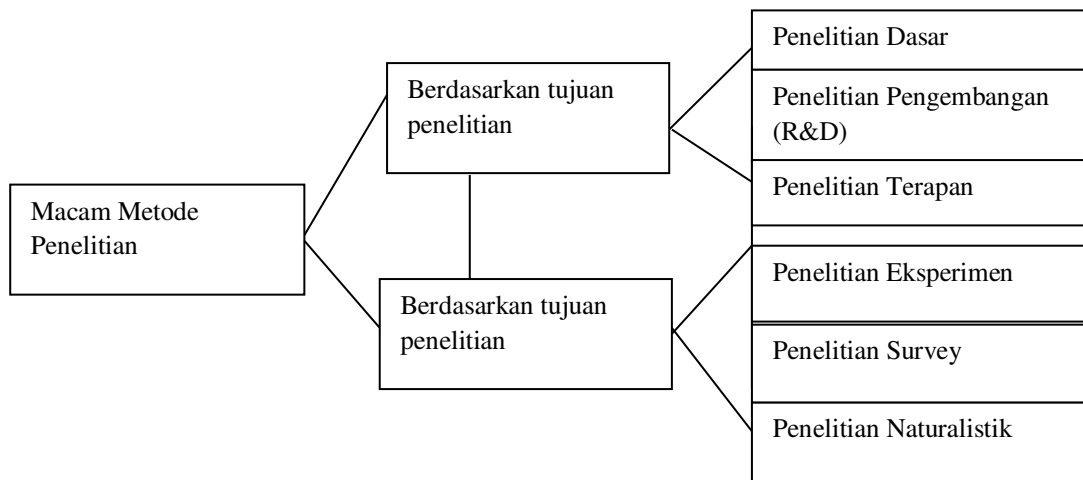 Macam Metode
Penelitian
Berdasarkan tujuan
penelitian
Berdasarkan tujuan
penelitian
Penelitian Dasar
Penelitian Pengembangan
(R&D)
Penelitian Terapan
Penelitian Eksperimen
Penelitian Survey
Penelitian Naturalistik